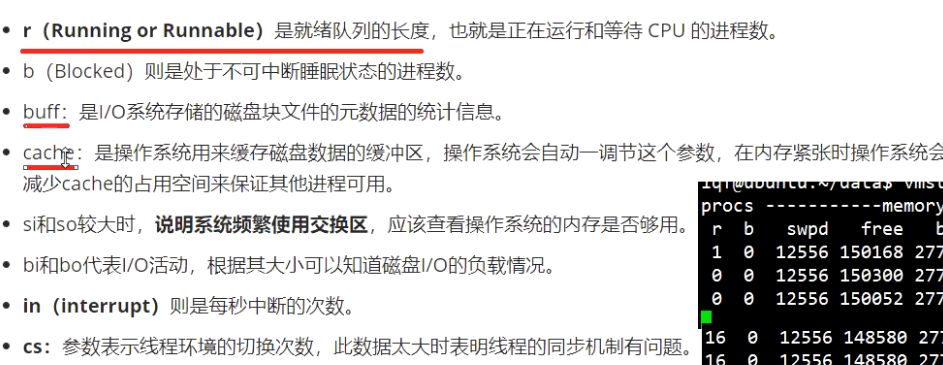 r（Running or Runnable）是就绪队列的长度，也就是正在运行和等待 CPU 的进程数。
b（Blocked）则是处于不可中断睡眠状态的进程数。
buff：是I/O系统存储的磁盘块文件的元数据的统计信息。
cache：是操作系统用来缓存磁盘数据的缓冲区，操作系统会自动一调节这个参数，在内存紧张时操作系统会
减少cache的占用空间来保证其他进程可用。
si和so较大时，说明系统频繁使用交换区，应该查看操作系统的内存是否够用。
bi和bo代表I/O活动，根据其大小可以知道磁盘I/O的负载情况。
in（interrupt）则是每秒中断的次数。
cs：参数表示线程环境的切换次数，此数据太大时表明线程的同步机制有问题。
procs -----------memory
r b swpd free b
1 0 12556 150168 277
0 0 12556 150300 277
0 0 12556 150052 277
16 0 12556 148580 277
16 0 12556 148580 277